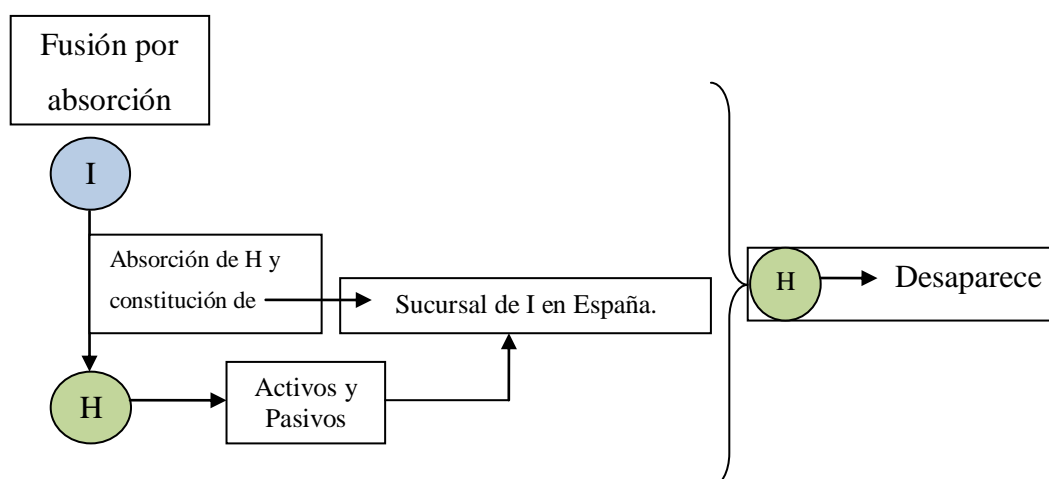 Fusión por
absorción
I
Absorción de H y
constitución de
Sucursal de I en España.
H
Activos y
Pasivos
H
Desaparece